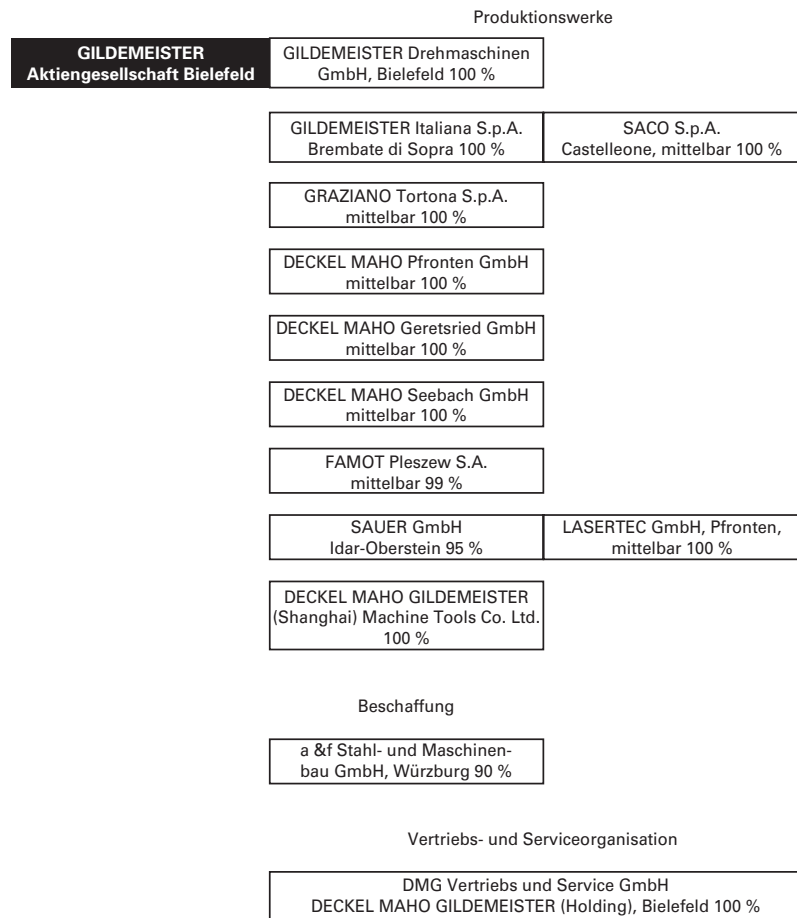 Produktionswerke
GILDEMEISTER
Aktiengesellschaft Bielefeld
GILDEMEISTER Drehmaschinen
GmbH, Bielefeld 100 %
GILDEMEISTER Italiana S.p.A.
Brembate di Sopra 100 %
SACO S.p.A.
Castelleone, mittelbar 100 %
GRAZIANO Tortona S.p.A.
mittelbar 100 %
DECKEL MAHO Pfronten GmbH
mittelbar 100 %
DECKEL MAHO Geretsried GmbH
mittelbar 100 %
DECKEL MAHO Seebach GmbH
mittelbar 100 %
FAMOT Pleszew S.A.
mittelbar 99 %
SAUER GmbH
Idar-Oberstein 95 %
LASERTEC GmbH, Pfronten,
mittelbar 100 %
DECKEL MAHO GILDEMEISTER
(Shanghai) Machine Tools Co. Ltd.
100 %
Beschaffung
a &f Stahl- und Maschinen-
bau GmbH, Würzburg 90 %
Vertriebs- und Serviceorganisation
DMG Vertriebs und Service GmbH
DECKEL MAHO GILDEMEISTER (Holding), Bielefeld 100 %